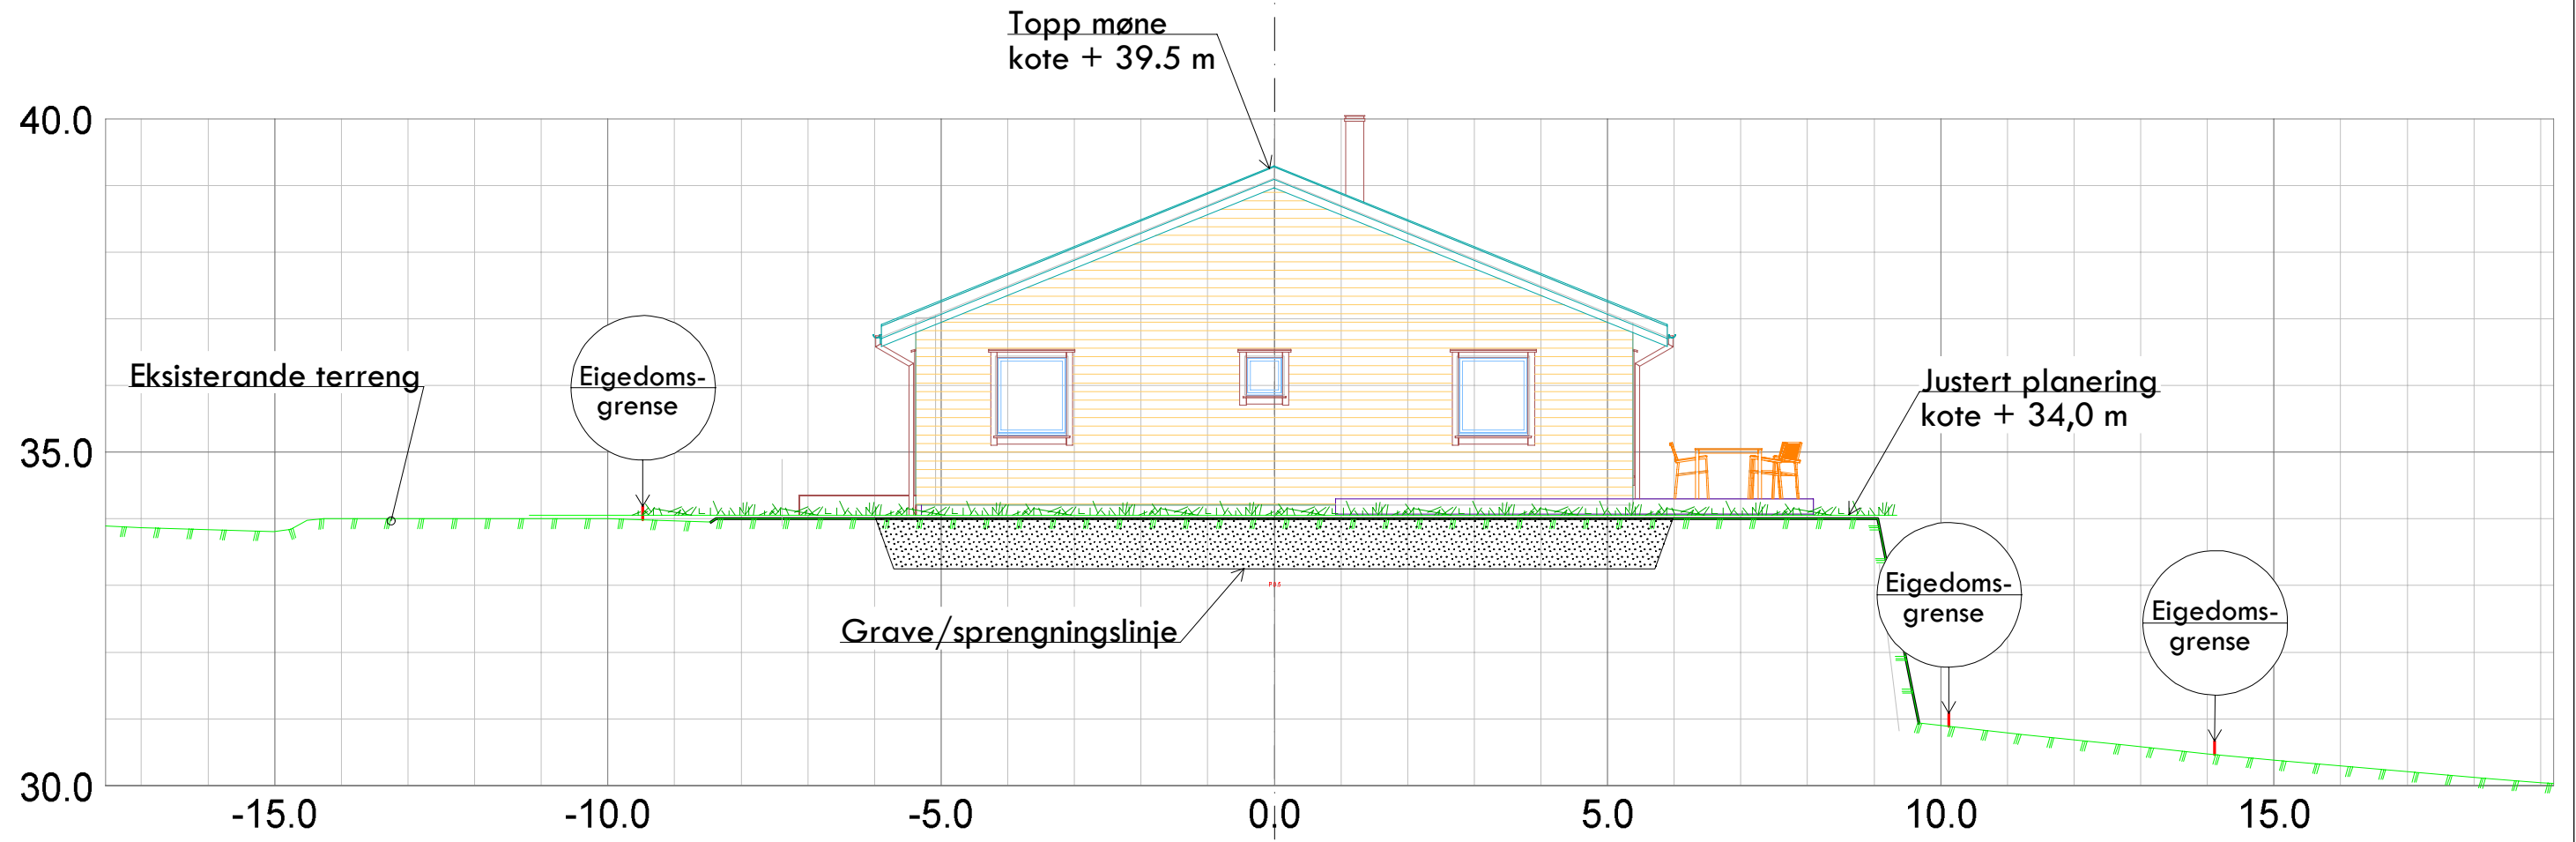 Topp møne
kote + 39.5 m
40.0
Eksisterande terreng
Eigedoms-
grense
Justert planering
kote + 34,0 m
35.0
Eigedoms-
grense
Eigedoms-
grense
Grave/sprengningslinje
30.0
-15.0
-10.0
-5.0
0.0
5.0
10.0
15.0